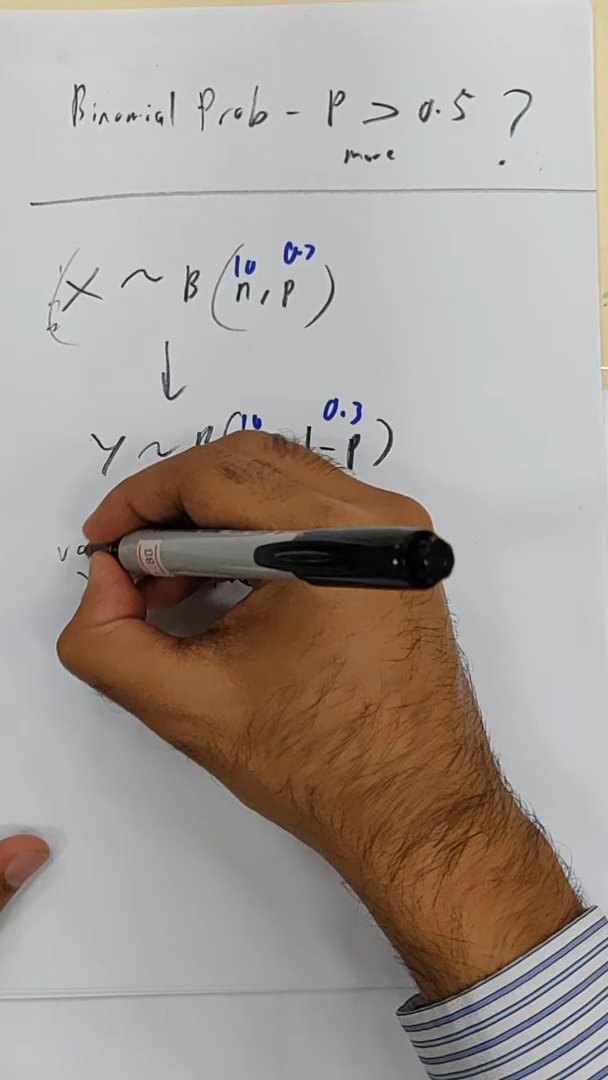 Binomial Prob - P > 0.5 ?
more
10 0.7
X ~ B(n, p)
0.3
Y ~ 1-p)